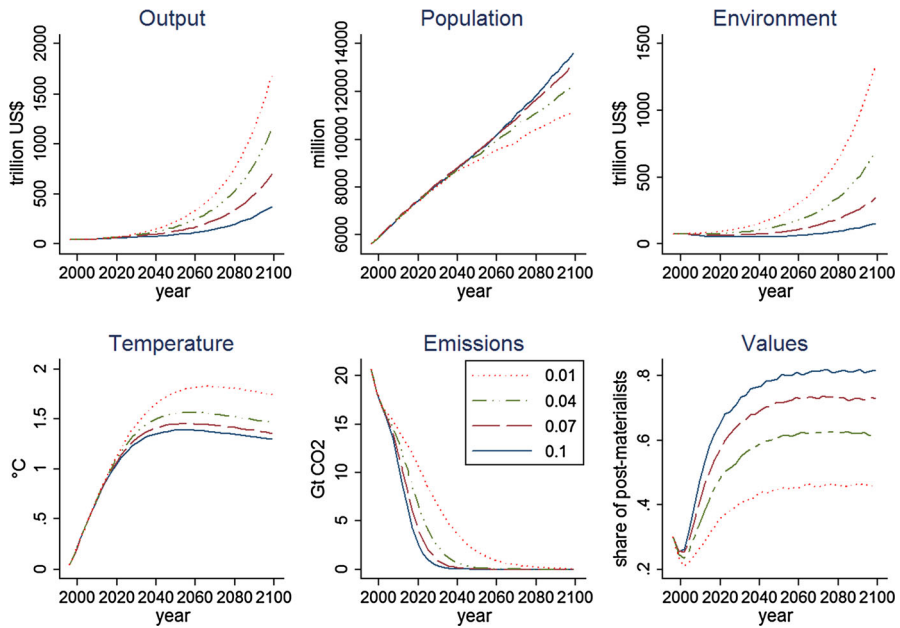 Output
2000
1500
1000
500
0
trillion US$
2000 2020 2040 2060 2080 2100
year
Population
14000
12000
10000
8000
6000
million
2000 2020 2040 2060 2080 2100
year
Environment
1500
1000
500
0
trillion US$
2000 2020 2040 2060 2080 2100
year
Temperature
2
1.5
1
.5
0
°C
2000 2020 2040 2060 2080 2100
year
Emissions
20
15
10
5
0
Gt CO2
0.01
0.04
0.07
0.1
2000 2020 2040 2060 2080 2100
year
Values
.8
.6
.4
.2
share of post-materialists
2000 2020 2040 2060 2080 2100
year